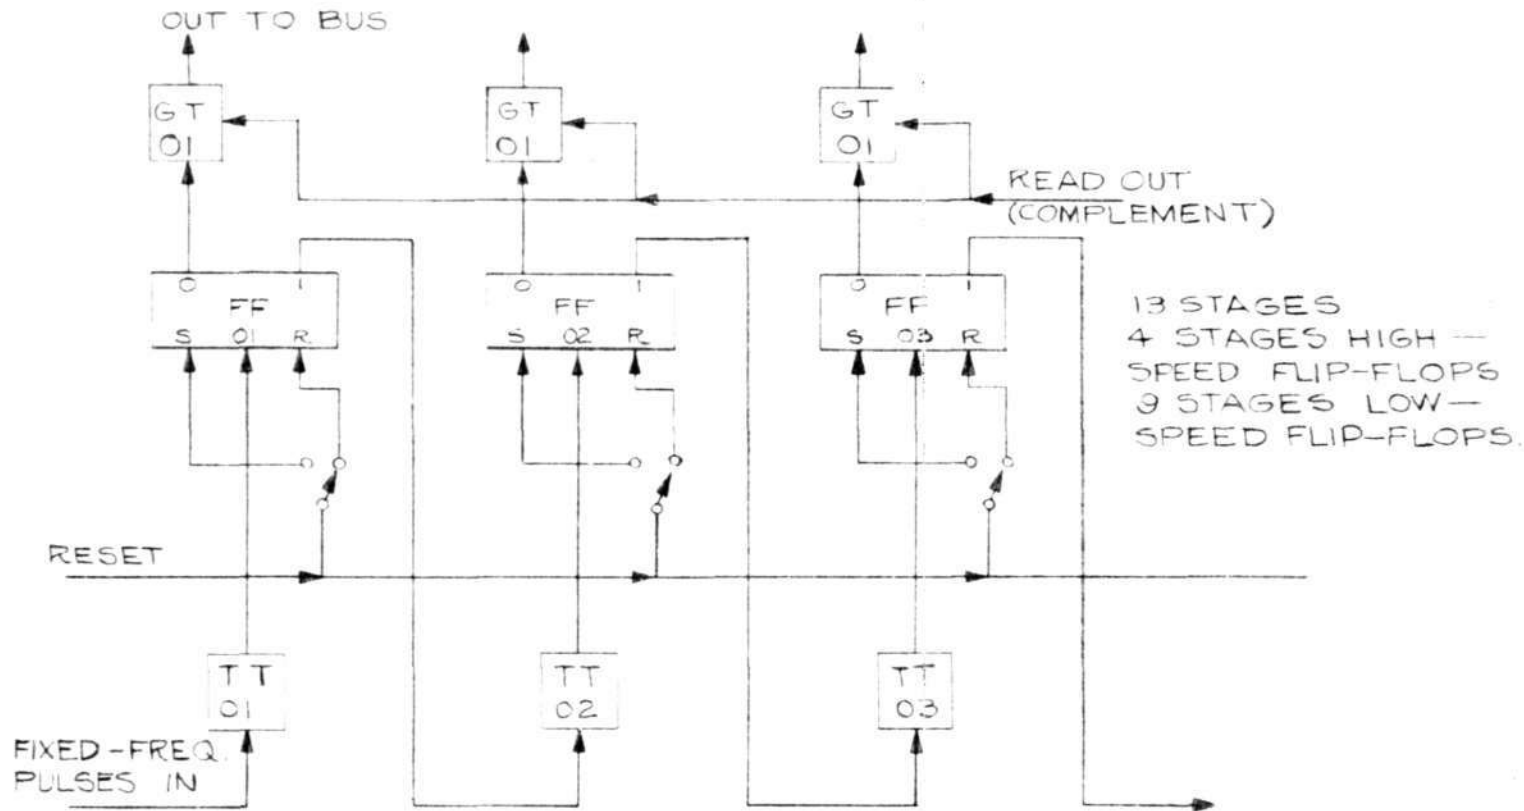 OUT TO BUS
GT
01
GT
01
GT
01
READ OUT
(COMPLEMENT)
0 1
FF
S 01 R
0 1
FF
S 02 R
0 1
FF
S 03 R
13 STAGES
4 STAGES HIGH —
SPEED FLIP-FLOPS
9 STAGES LOW —
SPEED FLIP-FLOPS.
RESET
TT
01
TT
02
TT
03
FIXED-FREQ.
PULSES IN